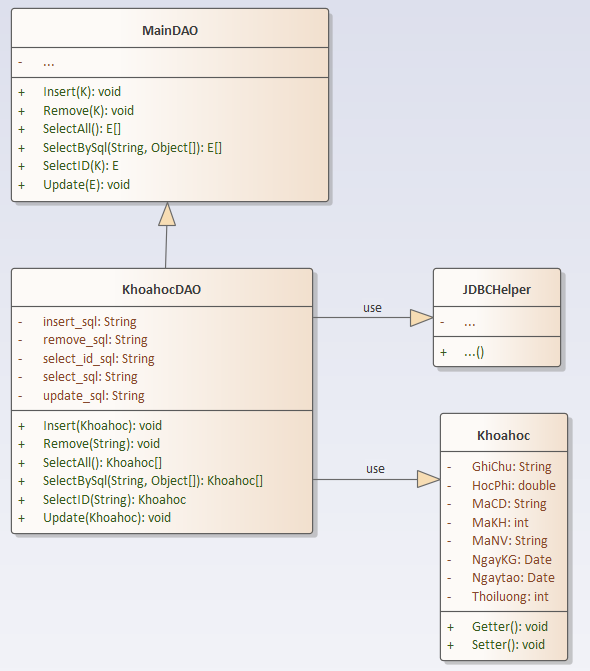 MainDAO
- ...
+ Insert(K): void
+ Remove(K): void
+ SelectAll(): E[]
+ SelectBySql(String, Object[]): E[]
+ SelectID(K): E
+ Update(E): void
KhoahocDAO
- insert_sql: String
- remove_sql: String
- select_id_sql: String
- select_sql: String
- update_sql: String
+ Insert(Khoahoc): void
+ Remove(String): void
+ SelectAll(): Khoahoc[]
+ SelectBySql(String, Object[]): Khoahoc[]
+ SelectID(String): Khoahoc
+ Update(Khoahoc): void
use
JDBCHelper
- ...
+ ...()
use
Khoahoc
- GhiChu: String
- HocPhi: double
- MaCD: String
- MaKH: int
- MaNV: String
- NgayKG: Date
- Ngaytao: Date
- Thoiluong: int
+ Getter(): void
+ Setter(): void